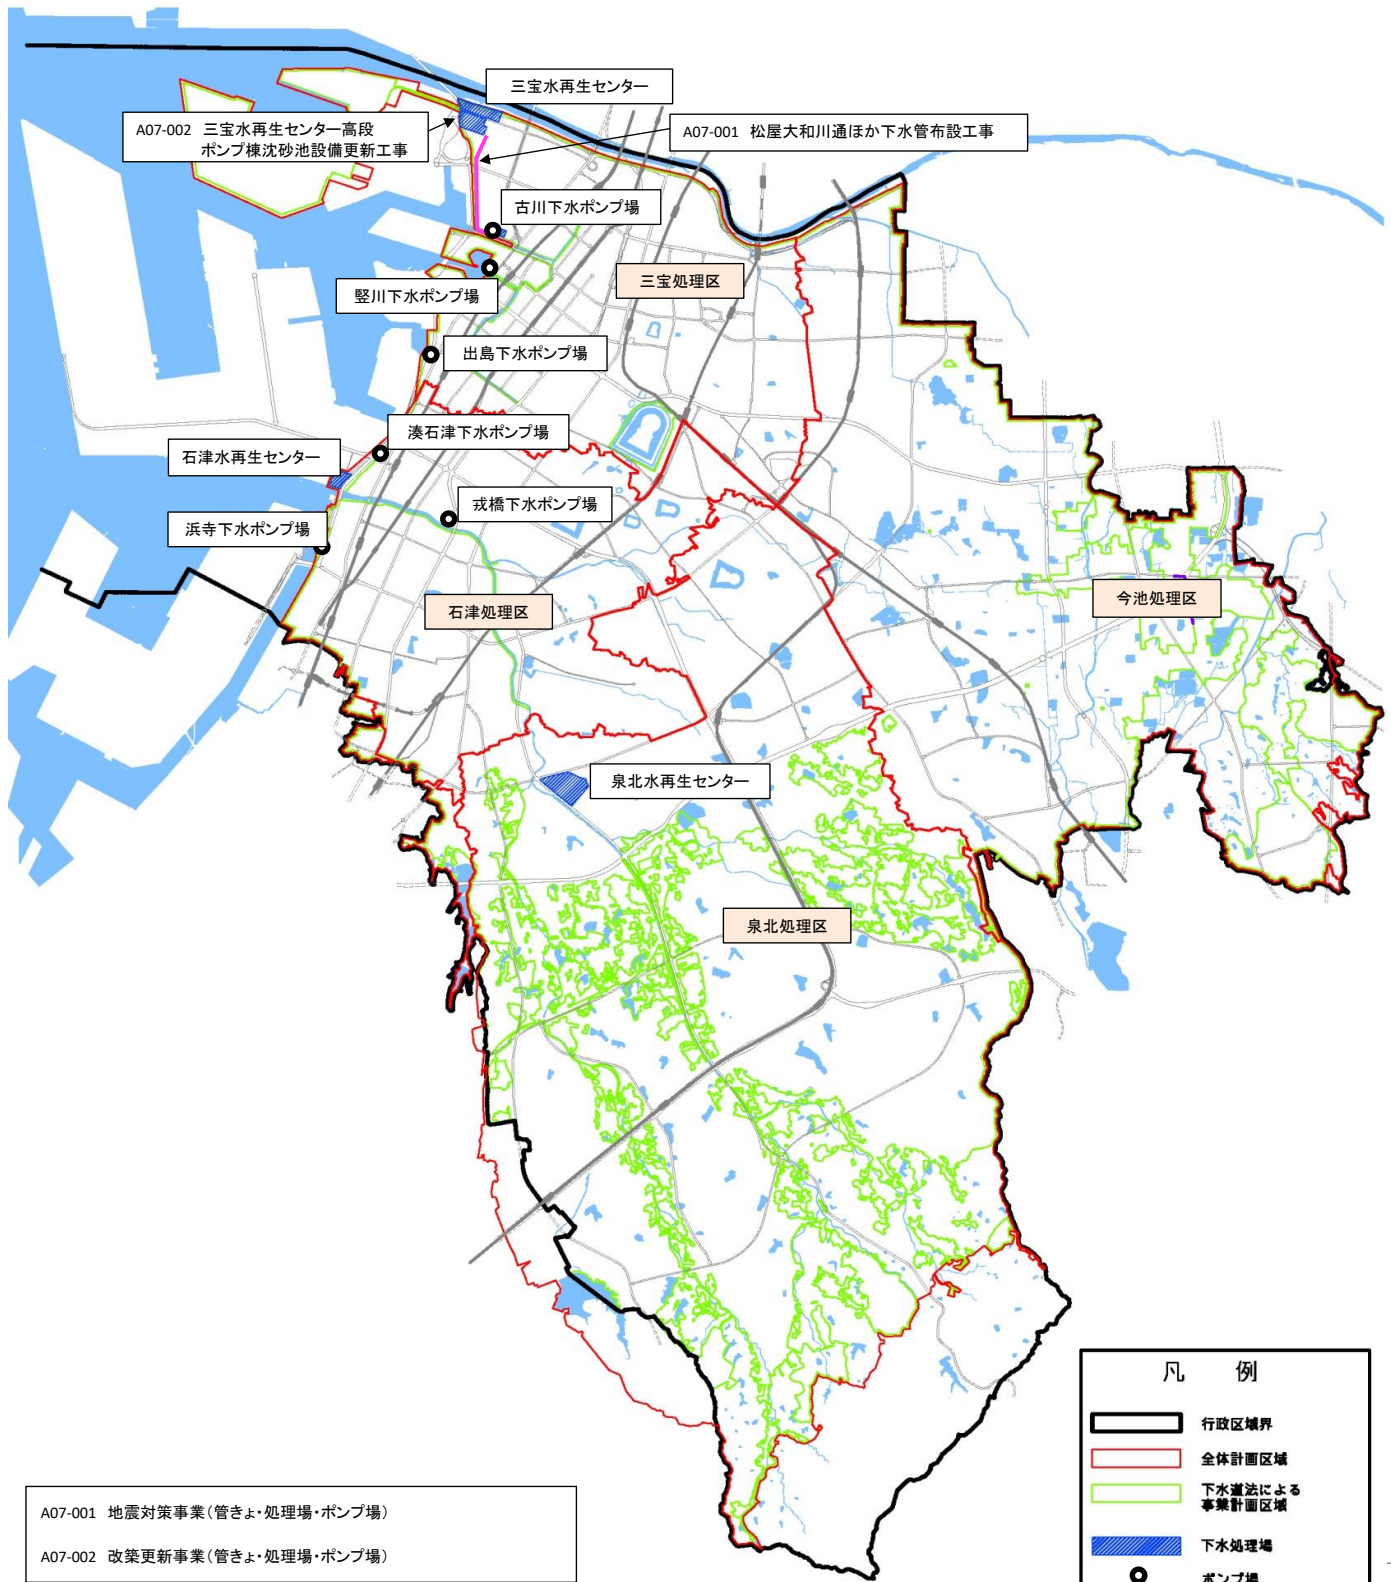 三宝水再生センター
A07-002 三宝水再生センター高段
ポンプ棟沈砂池設備更新工事
A07-001 松屋大和川通ほか下水管布設工事
古川下水ポンプ場
三宝処理区
竪川下水ポンプ場
出島下水ポンプ場
湊石津下水ポンプ場
石津水再生センター
戎橋下水ポンプ場
浜寺下水ポンプ場
石津処理区
今池処理区
泉北水再生センター
泉北処理区
凡 例
行政区域界
全体計画区域
下水道法による
事業計画区域
下水処理場
ポンプ場
A07-001 地震対策事業(管きょ・処理場・ポンプ場)
A07-002 改築更新事業(管きょ・処理場・ポンプ場)